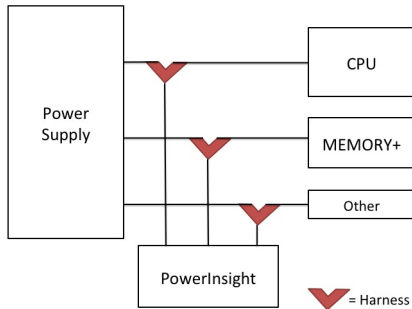 CPU
Power
Supply
MEMORY+
Other
PowerInsight
= Harness